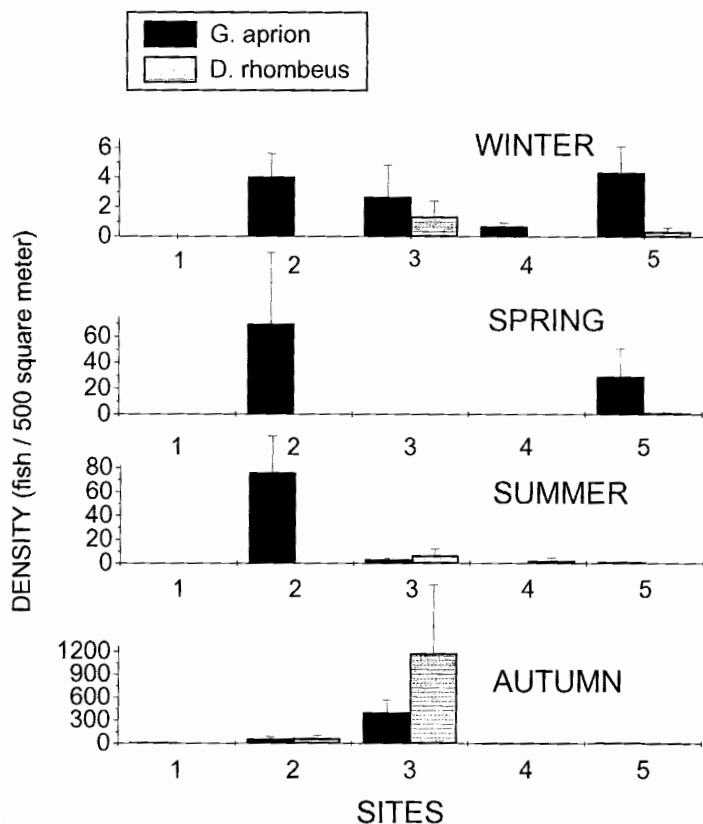 G. aprion
D. rhombeus
WINTER
6
4
2
0
1 2 3 4 5
SPRING
60
40
20
0
1 2 3 4 5
SUMMER
80
60
40
20
0
1 2 3 4 5
AUTUMN
1200
900
600
300
0
1 2 3 4 5
SITES
DENSITY (fish / 500 square meter)